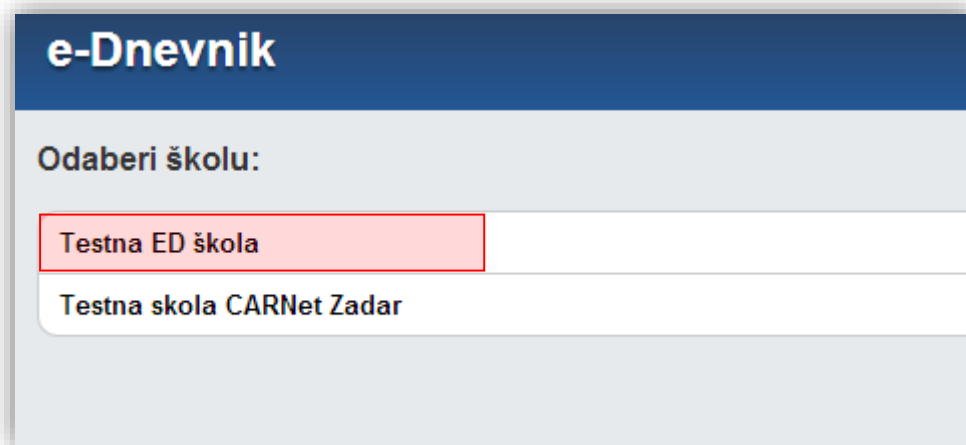 e-Dnevnik
Odaberi školu:
Testna ED škola
Testna skola CARNet Zadar